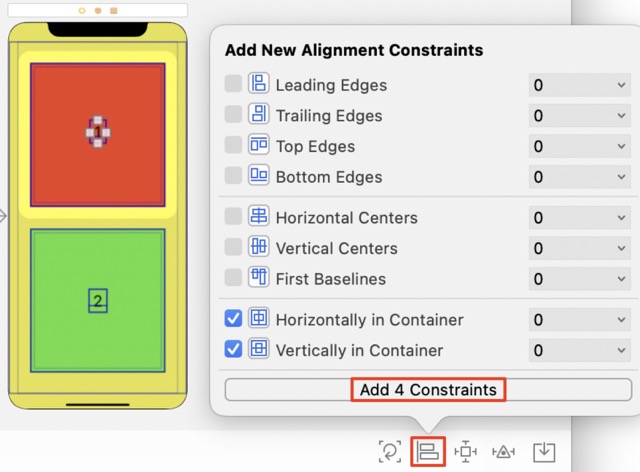 Add New Alignment Constraints
Leading Edges 0
Trailing Edges 0
Top Edges 0
Bottom Edges 0
Horizontal Centers 0
Vertical Centers 0
First Baselines 0
Horizontally in Container 0
Vertically in Container 0
Add 4 Constraints
1
2